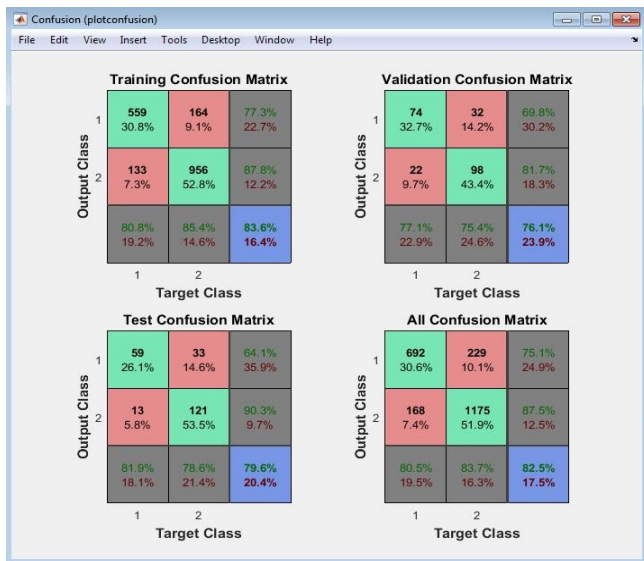 Confusion (plotconfusion)
File Edit View Insert Tools Desktop Window Help
Training Confusion Matrix
559 164 77.3%
30.8% 9.1% 22.7%
133 956 87.8%
7.3% 52.8% 12.2%
80.8% 85.4% 83.6%
19.2% 14.6% 16.4%
1
2
Output Class
1 2
Target Class
Validation Confusion Matrix
74 32 69.8%
32.7% 14.2% 30.2%
22 98 81.7%
9.7% 43.4% 18.3%
77.1% 75.4% 76.1%
22.9% 24.6% 23.9%
1
2
Output Class
1 2
Target Class
Test Confusion Matrix
59 33 64.1%
26.1% 14.6% 35.9%
13 121 90.3%
5.8% 53.5% 9.7%
81.9% 78.6% 79.6%
18.1% 21.4% 20.4%
1
2
Output Class
1 2
Target Class
All Confusion Matrix
692 229 75.1%
30.6% 10.1% 24.9%
168 1175 87.5%
7.4% 51.9% 12.5%
80.5% 83.7% 82.5%
19.5% 16.3% 17.5%
1
2
Output Class
1 2
Target Class